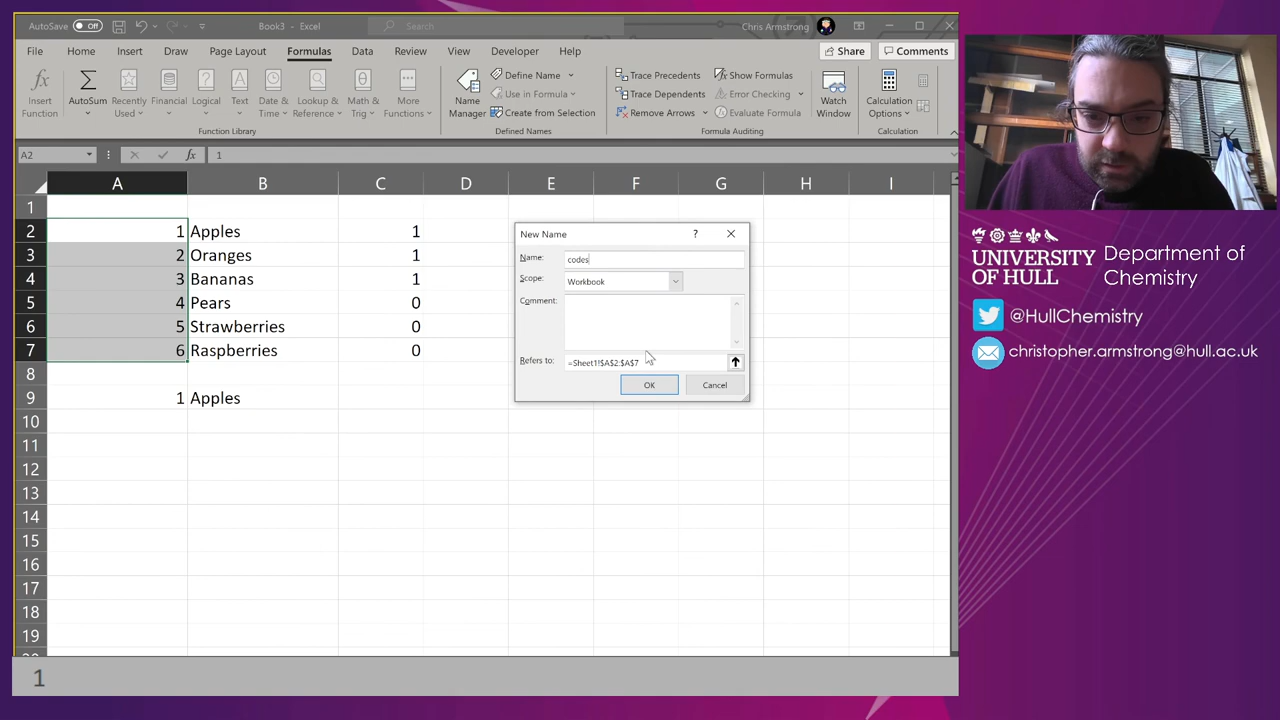 AutoSave Off Book3 - Excel Search Chris Armstrong
File Home Insert Draw Page Layout Formulas Data Review View Developer Help Share Comments
Insert Function
AutoSum
Recently Used
Financial
Logical
Text
Date & Time
Lookup & Reference
Math & Trig
More Functions
Function Library
Name Manager
Define Name
Use in Formula
Create from Selection
Defined Names
Trace Precedents
Trace Dependents
Remove Arrows
Show Formulas
Error Checking
Evaluate Formula
Formula Auditing
Watch Window
Calculation Options
Calculation
A2 fx 1
A B C D E F G H I
1
2 1 Apples 1
3 2 Oranges 1
4 3 Bananas 1
5 4 Pears 0
6 5 Strawberries 0
7 6 Raspberries 0
8
9 1 Apples
10
11
12
13
14
15
16
17
18
19
New Name ?
Name: codes
Scope: Workbook
Comment:
Refers to: =Sheet1!$A$2:$A$7
OK Cancel
1
UNIVERSITY OF HULL
Department of Chemistry
@HullChemistry
christopher.armstrong@hull.ac.uk